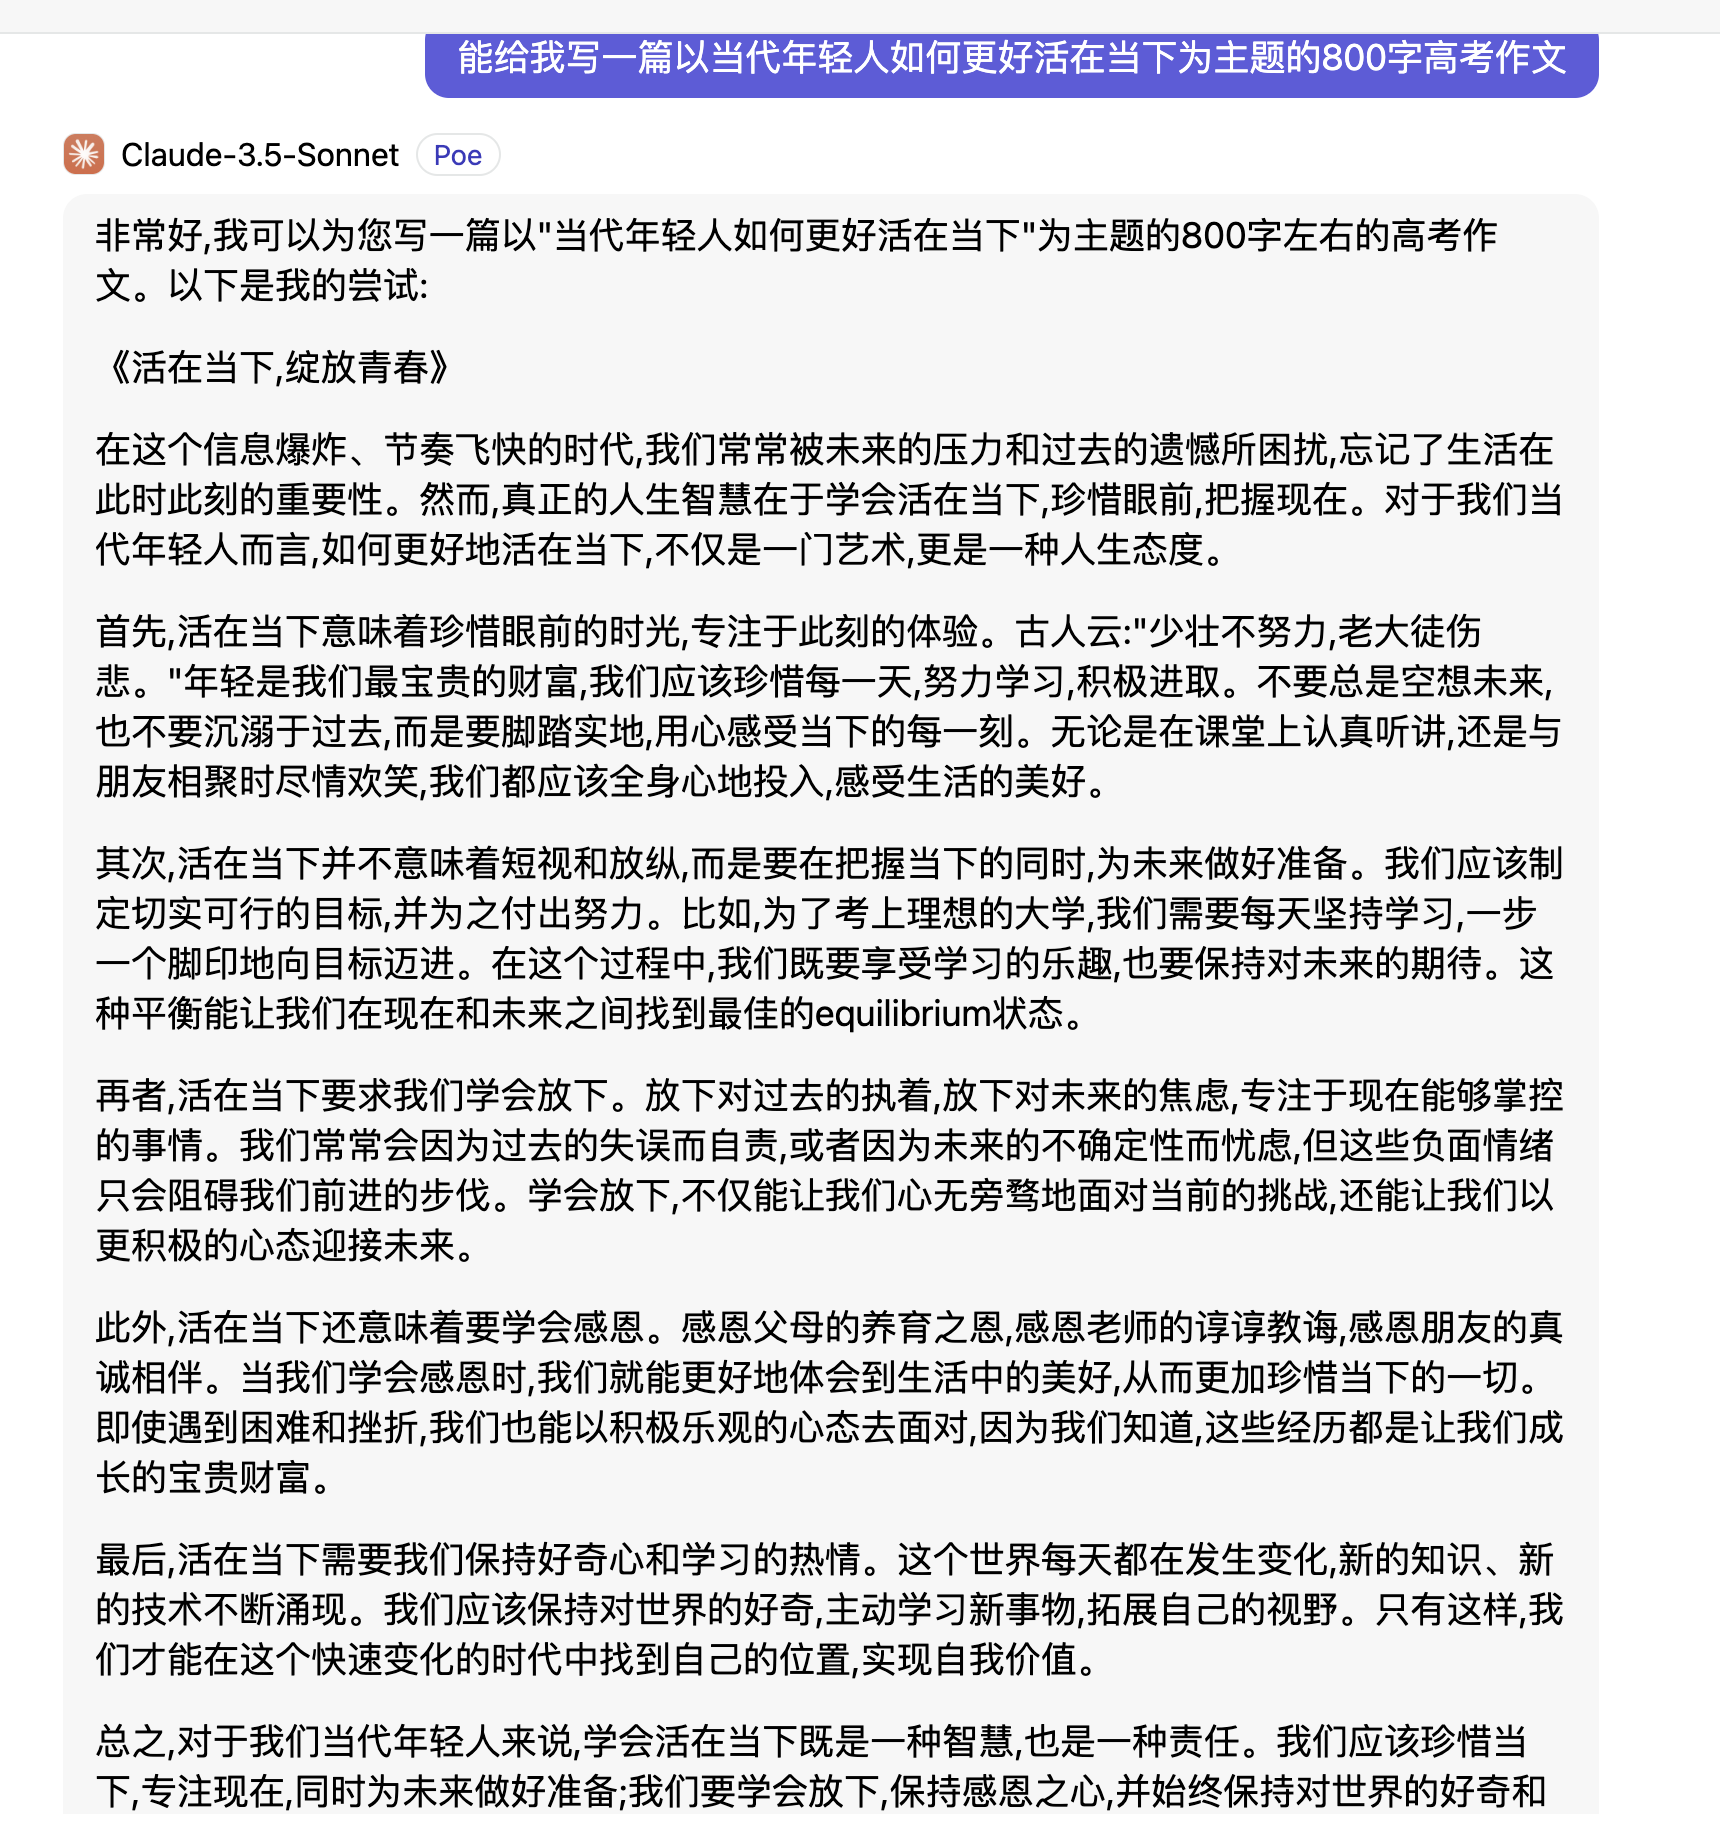 能给我写一篇以当代年轻人如何更好活在当下为主题的800字高考作文
Claude-3.5-Sonnet Poe
非常好,我可以为您写一篇以"当代年轻人如何更好活在当下"为主题的800字左右的高考作
文。以下是我的尝试:
《活在当下,绽放青春》
在这个信息爆炸、节奏飞快的时代,我们常常被未来的压力和过去的遗憾所困扰,忘记了生活在
此时此刻的重要性。然而,真正的人生智慧在于学会活在当下,珍惜眼前,把握现在。对于我们当
代年轻人而言,如何更好地活在当下,不仅是一门艺术,更是一种人生态度。
首先,活在当下意味着珍惜眼前的时光,专注于此刻的体验。古人云:"少壮不努力,老大徒伤
悲。"年轻是我们最宝贵的财富,我们应该珍惜每一天,努力学习,积极进取。不要总是空想未来,
也不要沉溺于过去,而是要脚踏实地,用心感受当下的每一刻。无论是在课堂上认真听讲,还是与
朋友相聚时尽情欢笑,我们都应该全身心地投入,感受生活的美好。
其次,活在当下并不意味着短视和放纵,而是要在把握当下的同时,为未来做好准备。我们应该制
定切实可行的目标,并为之付出努力。比如,为了考上理想的大学,我们需要每天坚持学习,一步
一个脚印地向目标迈进。在这个过程中,我们既要享受学习的乐趣,也要保持对未来的期待。这
种平衡能让我们在现在和未来之间找到最佳的equilibrium状态。
再者,活在当下要求我们学会放下。放下对过去的执着,放下对未来的焦虑,专注于现在能够掌控
的事情。我们常常会因为过去的失误而自责,或者因为未来的不确定性而忧虑,但这些负面情绪
只会阻碍我们前进的步伐。学会放下,不仅能让我们心无旁骛地面对当前的挑战,还能让我们以
更积极的心态迎接未来。
此外,活在当下还意味着要学会感恩。感恩父母的养育之恩,感恩老师的谆谆教诲,感恩朋友的真
诚相伴。当我们学会感恩时,我们就能更好地体会到生活中的美好,从而更加珍惜当下的一切。
即使遇到困难和挫折,我们也能以积极乐观的心态去面对,因为我们知道,这些经历都是让我们成
长的宝贵财富。
最后,活在当下需要我们保持好奇心和学习的热情。这个世界每天都在发生变化,新的知识、新
的技术不断涌现。我们应该保持对世界的好奇,主动学习新事物,拓展自己的视野。只有这样,我
们才能在这个快速变化的时代中找到自己的位置,实现自我价值。
总之,对于我们当代年轻人来说,学会活在当下既是一种智慧,也是一种责任。我们应该珍惜当
下,专注现在,同时为未来做好准备;我们要学会放下,保持感恩之心,并始终保持对世界的好奇和